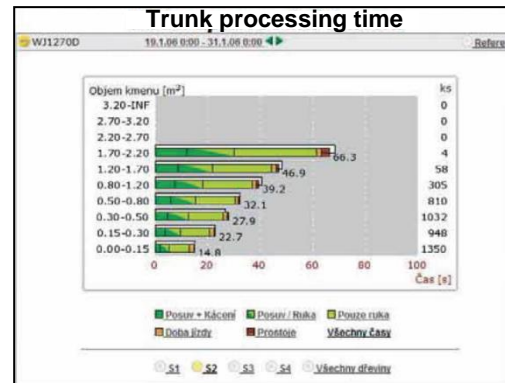 Trunk processing time
WJ1270D 19.1.06 0:00 - 31.1.06 0:00 Refere
Objem kmenu [m²] ks
3.20-INF 0
2.70-3.20 0
2.20-2.70 0
1.70-2.20 66.3 4
1.20-1.70 46.9 58
0.80-1.20 39.2 305
0.50-0.80 32.1 810
0.30-0.50 27.9 1032
0.15-0.30 22.7 948
0.00-0.15 14.8 1350
0 20 40 60 80 100
Čas [s]
Posuv + Kácení Posuv / Ruka Pouze ruka
Doba jízdy Prostoje Všechny časy
S1 S2 S3 S4 Všechny dřeviny